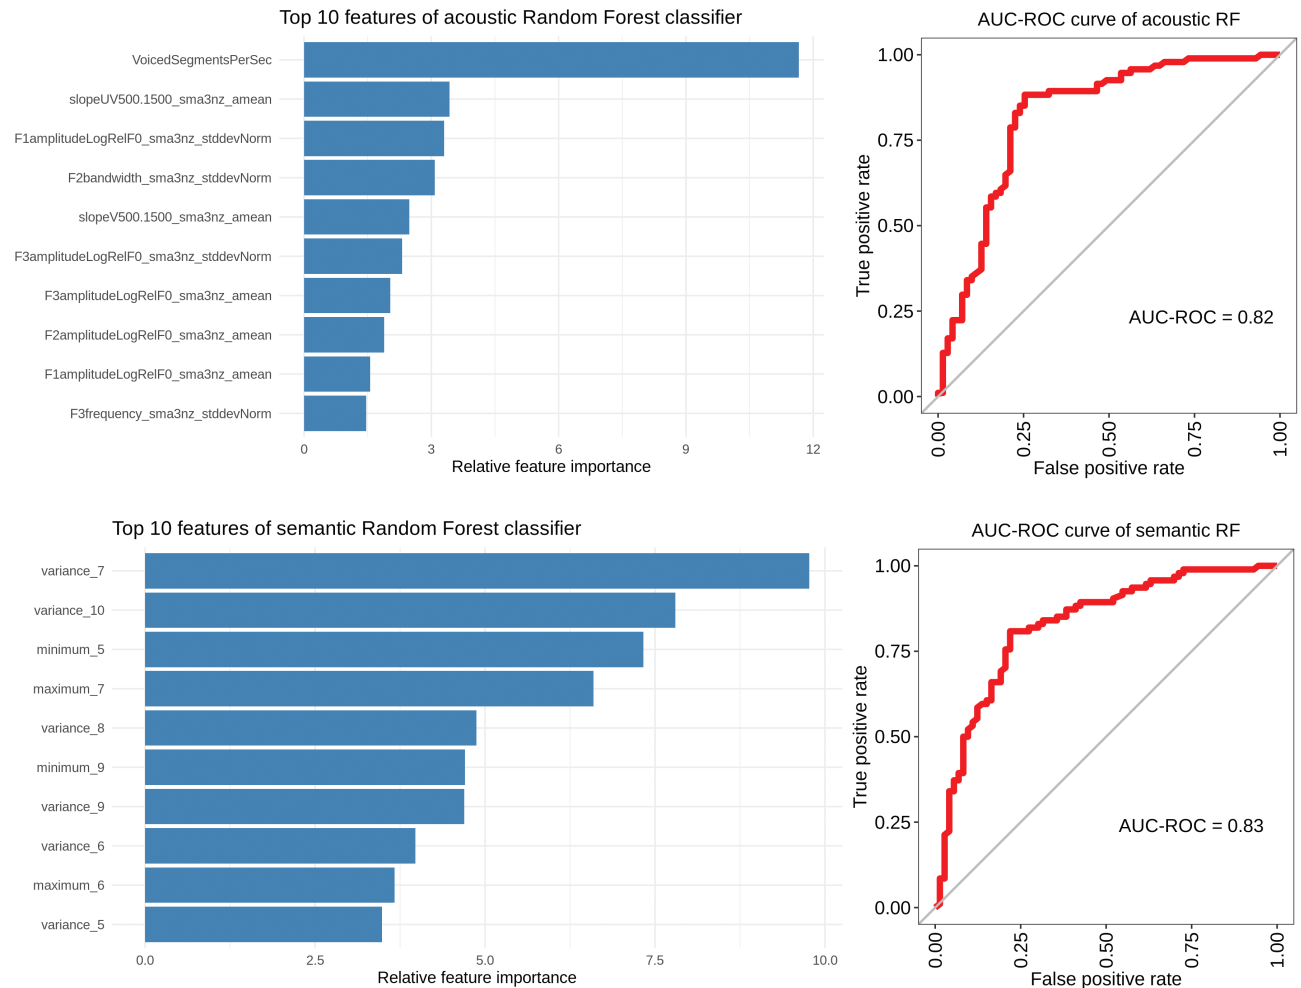 Top 10 features of acoustic Random Forest classifier
VoicedSegmentsPerSec
slopeUV500.1500_sma3nz_amean
F1amplitudeLogRelF0_sma3nz_stddevNorm
F2bandwidth_sma3nz_stddevNorm
slopeV500.1500_sma3nz_amean
F3amplitudeLogRelF0_sma3nz_stddevNorm
F3amplitudeLogRelF0_sma3nz_amean
F2amplitudeLogRelF0_sma3nz_amean
F1amplitudeLogRelF0_sma3nz_amean
F3frequency_sma3nz_stddevNorm
0 3 6 9 12
Relative feature importance
AUC-ROC curve of acoustic RF
True positive rate
1.00
0.75
0.50
0.25
0.00
AUC-ROC = 0.82
0.00 0.25 0.50 0.75 1.00
False positive rate
Top 10 features of semantic Random Forest classifier
variance_7
variance_10
minimum_5
maximum_7
variance_8
minimum_9
variance_9
variance_6
maximum_6
variance_5
0.0 2.5 5.0 7.5 10.0
Relative feature importance
AUC-ROC curve of semantic RF
True positive rate
1.00
0.75
0.50
0.25
0.00
AUC-ROC = 0.83
0.00 0.25 0.50 0.75 1.00
False positive rate